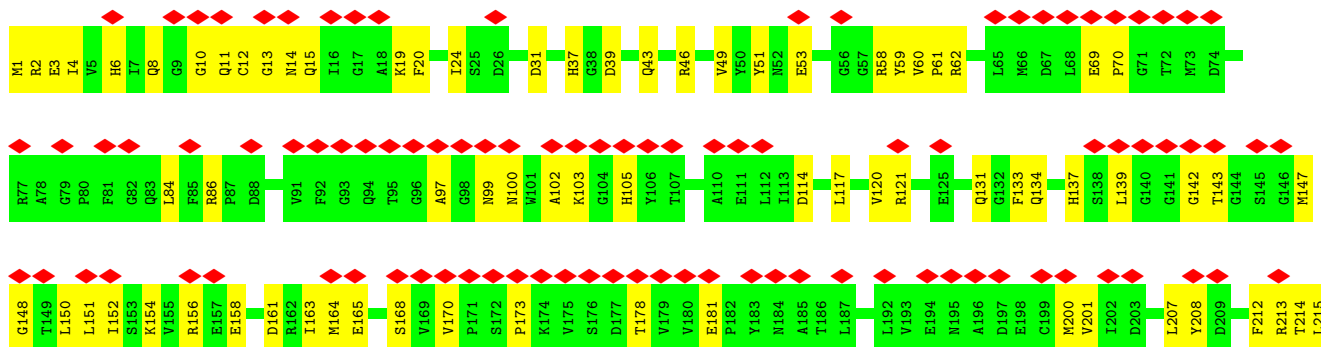 M1 R2 E3 I4 V5 H6 I7 Q8 G9 G10 Q11 C12 G13 N14 Q15 I16 G17 A18 K19 F20 I24 S25 D26 D31 H37 G38 D39 Q43 R46 V49 Y50 Y51 N52 E53 G56 G57 R58 Y59 V60 P61 R62 L65 M66 D67 L68 E69 P70 G71 T72 M73 D74
R77 A78 G79 P80 F81 G82 Q83 L84 F85 R86 P87 D88 V91 F92 G93 Q94 T95 G96 A97 G98 N99 N100 W101 A102 K103 G104 H105 Y106 T107 A110 E111 L112 I113 D114 L117 V120 R121 E125 Q131 G132 F133 Q134 H137 S138 L139 G140 G141 G142 T143 G144 S145 G146 M147
G148 T149 L150 L151 I152 S153 K154 V155 R156 E157 E158 D161 R162 I163 M164 E165 S168 V169 V170 P171 S172 P173 K174 V175 S176 D177 T178 V179 V180 E181 P182 Y183 N184 A185 T186 L187 L192 V193 E194 N195 A196 D197 E198 C199 M200 V201 I202 D203 L207 Y208 D209 F212 R213 T214 L215